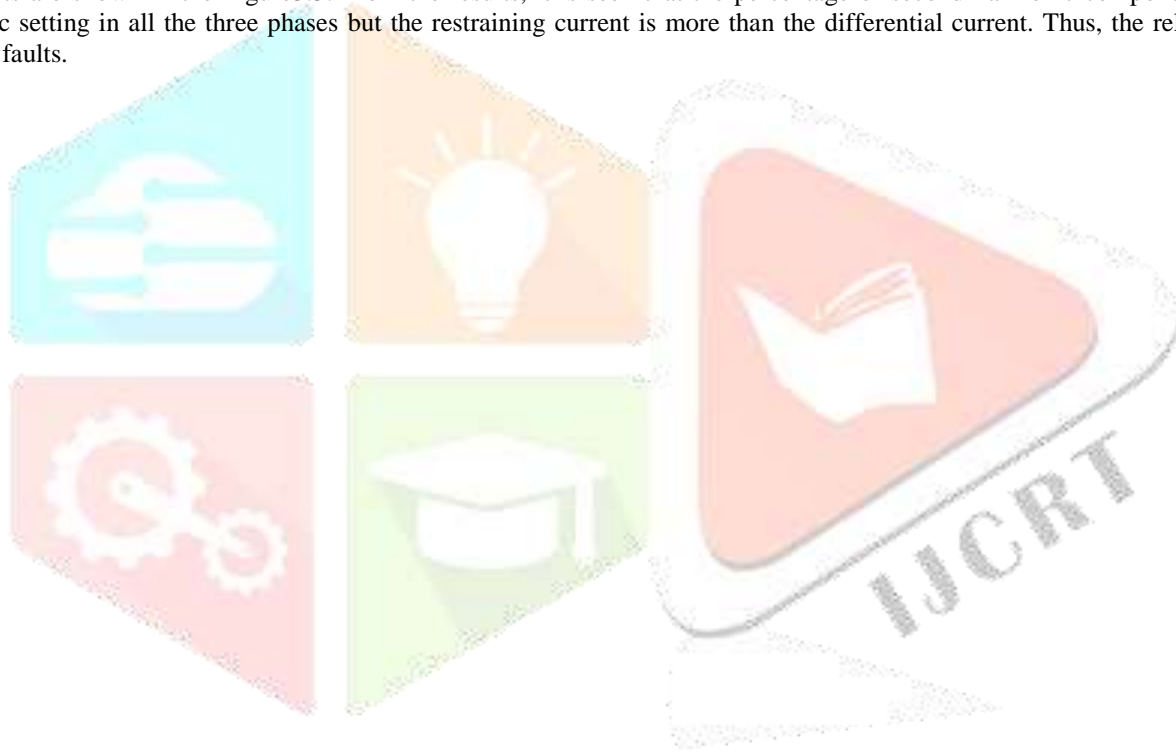 c setting in all the three phases but the restraining current is more than the differential current. Thus, the rel
faults.
IJCRT